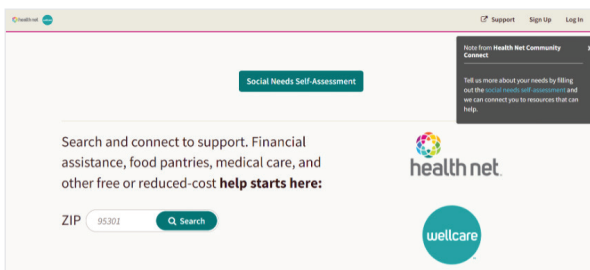 health net
Support Sign Up Log In
Note from Health Net Community
Connect
Tell us more about your needs by filling
out the social needs self-assessment and
we can connect you to resources that can
help.
Social Needs Self-Assessment
Search and connect to support. Financial
assistance, food pantries, medical care, and
other free or reduced-cost help starts here:
ZIP 95301 Search
health net
wellcare